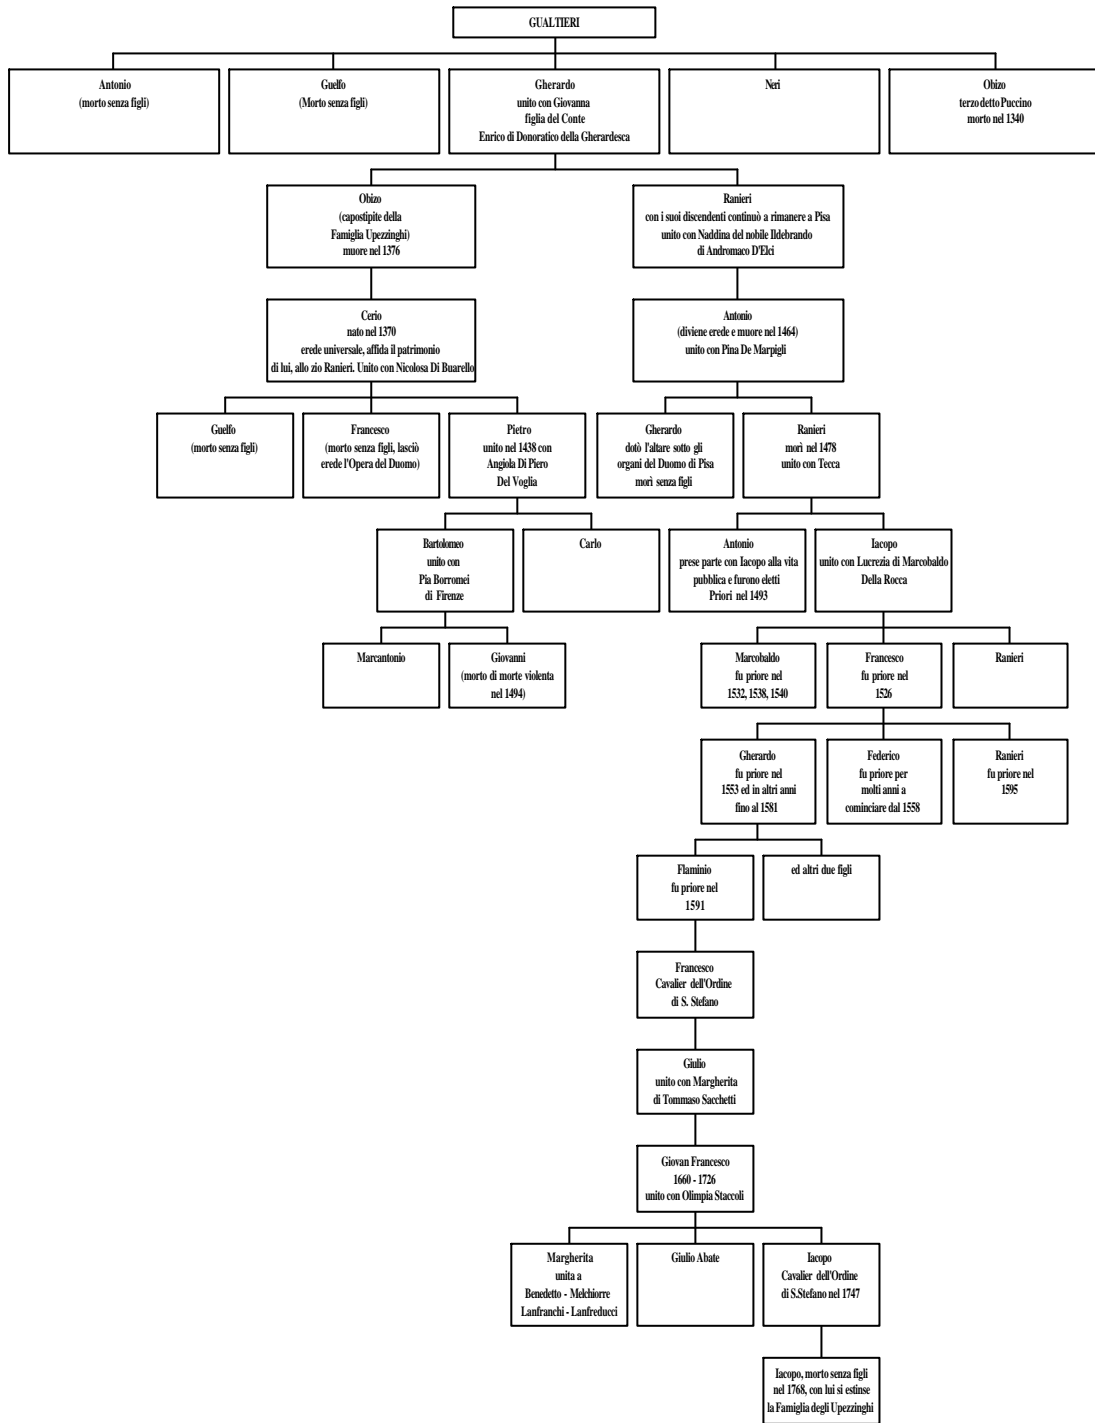 GUALTIERI
Antonio
(morto senza figli)
Guelfo
(Morto senza figli)
Gherardo
unito con Giovanna
figlia del Conte
Enrico di Donoratico della Gherardesca
Neri
Obizo
terzo detto Puccino
morto nel 1340
Obizo
(capostipite della
Famiglia Upezzinghi)
muore nel 1376
Ranieri
con i suoi discendenti continuò a rimanere a Pisa
unito con Naddina del nobile Ildebrando
di Andromaco D'Elci
Cerio
nato nel 1370
erede universale, affida il patrimonio
di lui, allo zio Ranieri. Unito con Nicolosa Di Buarello
Antonio
(diviene erede e muore nel 1464)
unito con Pina De Marpigli
Guelfo
(morto senza figli)
Francesco
(morto senza figli, lasciò
erede l'Opera del Duomo)
Pietro
unito nel 1438 con
Angiola Di Piero
Del Voglia
Gherardo
dotò l'altare sotto gli
organi del Duomo di Pisa
morì senza figli
Ranieri
morì nel 1478
unito con Tecca
Bartolomeo
unito con
Pia Borromei
di Firenze
Carlo
Antonio
prese parte con Iacopo alla vita
pubblica e furono eletti
Priori nel 1493
Iacopo
unito con Lucrezia di Marcobaldo
Della Rocca
Marcantonio
Giovanni
(morto di morte violenta
nel 1494)
Marcobaldo
fu priore nel
1532, 1538, 1540
Francesco
fu priore nel
1526
Ranieri
Gherardo
fu priore nel
1553 ed in altri anni
fino al 1581
Federico
fu priore per
molti anni a
cominciare dal 1558
Ranieri
fu priore nel
1595
Flaminio
fu priore nel
1591
ed altri due figli
Francesco
Cavalier dell'Ordine
di S. Stefano
Giulio
unito con Margherita
di Tommaso Sacchetti
Giovan Francesco
1660 - 1726
unito con Olimpia Staccoli
Margherita
unita a
Benedetto - Melchiorre
Lanfranchi - Lanfreducci
Giulio Abate
Iacopo
Cavalier dell'Ordine
di S.Stefano nel 1747
Iacopo, morto senza figli
nel 1768, con lui si estinse
la Famiglia degli Upezzinghi